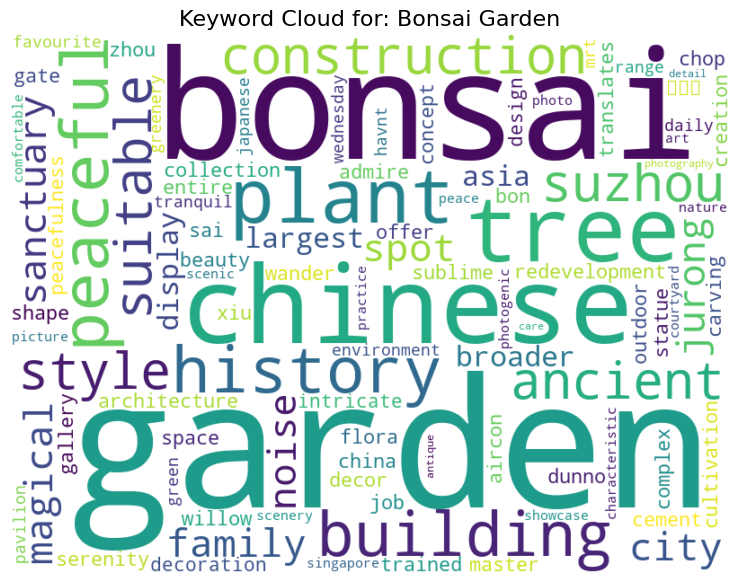 Keyword Cloud for: Bonsai Garden
favourite
zhou
construction
mrt
range
chop
detail
gate
bonsai
translates
comfortable
sanctuary
peacefulness
peaceful
suitable
greenery
japanese
wednesday
havnt
concept
design
photo
daily
art
creation
collection
entire
tranquil
admire
plant
asia
suzhou
photography
nature
peace
bon
sai
largest
offer
spot
tree
display
beauty
scenic
wander
sublime
redevelopment
jurong
courtyard
carving
statue
outdoor
shape
picture
xiu
chinese
practice
photogenic
care
environment
broader
style
history
ancient
architecture
intricate
magical
gallery
space
noise
garden
flora
china
decor
job
antique
aircon
dunno
characteristic
complex
cultivation
green
pavilion
willow
scenery
building
showcase
cement
serenity
family
decoration
singapore
trained
master
city